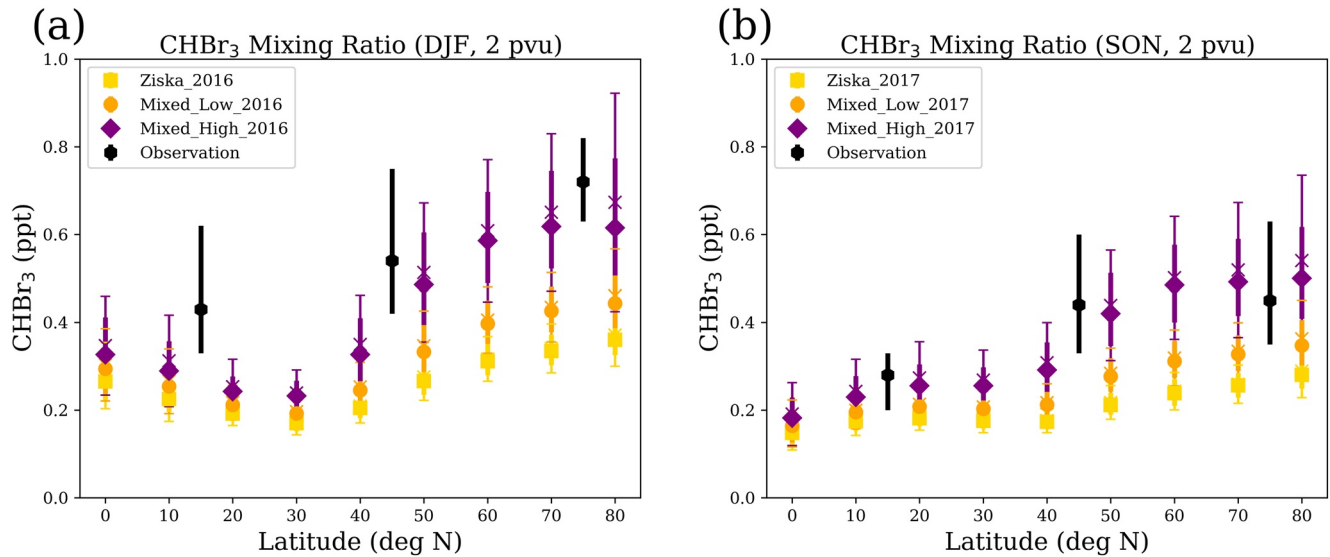 (a)
CHBr₃ Mixing Ratio (DJF, 2 pvu)
1.0
0.8
0.6
0.4
0.2
0.0
CHBr₃ (ppt)
Ziska_2016
Mixed_Low_2016
Mixed_High_2016
Observation
0 10 20 30 40 50 60 70 80
Latitude (deg N)
(b)
CHBr₃ Mixing Ratio (SON, 2 pvu)
1.0
0.8
0.6
0.4
0.2
0.0
CHBr₃ (ppt)
Ziska_2017
Mixed_Low_2017
Mixed_High_2017
Observation
0 10 20 30 40 50 60 70 80
Latitude (deg N)